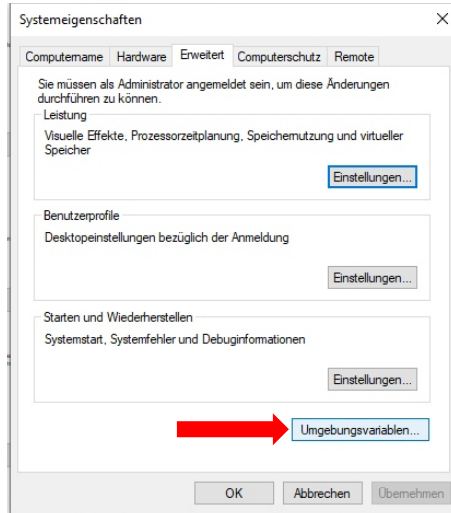 Systemeigenschaften
Computername Hardware Erweitert Computerschutz Remote
Sie müssen als Administrator angemeldet sein, um diese Änderungen
durchführen zu können.
Leistung
Visuelle Effekte, Prozessorzeitplanung, Speichernutzung und virtueller
Speicher
Einstellungen...
Benutzerprofile
Desktopeinstellungen bezüglich der Anmeldung
Einstellungen...
Starten und Wiederherstellen
Systemstart, Systemfehler und Debuginformationen
Einstellungen...
Umgebungsvariablen...
OK Abbrechen Übernehmen